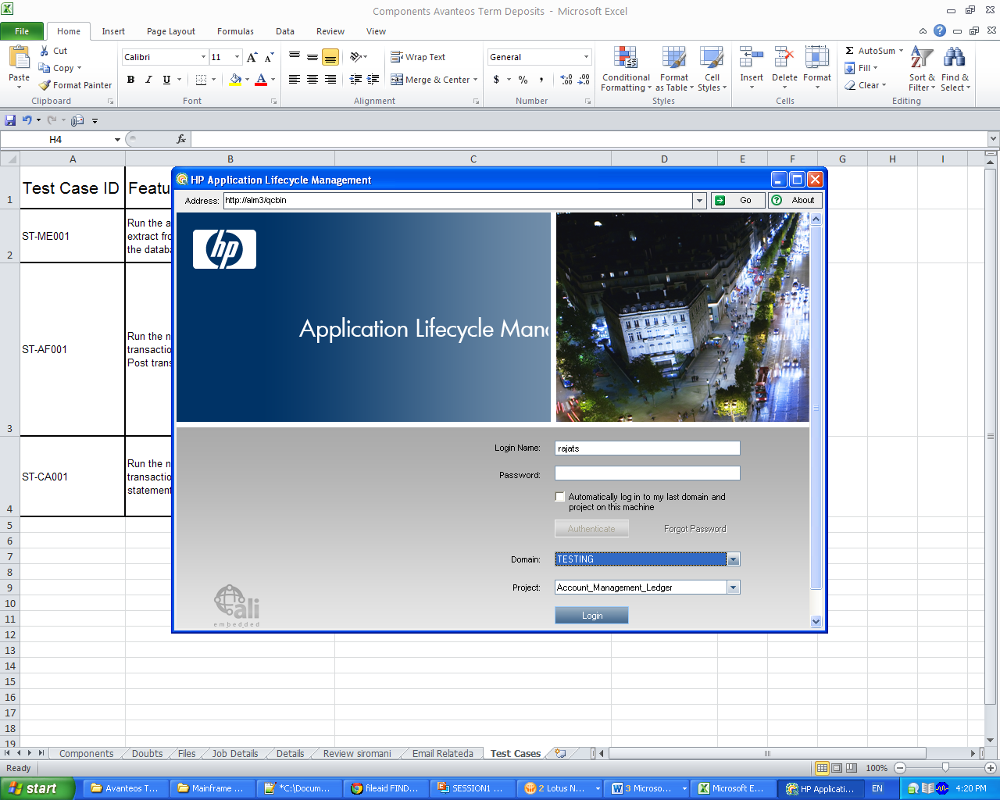 Components Avanteos Term Deposits - Microsoft Excel
File Home Insert Page Layout Formulas Data Review View
Paste
Cut
Copy
Format Painter
Clipboard
Calibri 11
B I U
Font
Wrap Text
Merge & Center
Alignment
General
$ % ,
Number
Conditional Formatting
Format as Table
Cell Styles
Styles
Insert Delete Format
Cells
AutoSum
Fill
Clear
Sort & Filter
Find & Select
Editing
H4 fx
A B C D E F G H I
1 Test Case ID Featu
2 ST-ME001
Run the a
extract fro
the databa
3 ST-AF001
Run the n
transactio
Post trans
4 ST-CA001
Run the n
transactio
statement
5
6
7
8
9
10
11
12
13
14
15
16
17
18
19
HP Application Lifecycle Management
Address: http://alm3/qcbin Go About
hp
Application Lifecycle Mana
Login Name: rajats
Password:
Automatically log in to my last domain and
project on this machine
Authenticate Forgot Password
Domain: TESTING
Project: Account_Management_Ledger
Login
ali
embedded
Components Doubts Files Job Details Details Review siromani Email Relateda Test Cases
Ready 100%
start Avanteos T... Mainframe ... *C:\Docum... fileaid FIND... SESSION1 ... 2 Lotus N... 3 Microso... Microsoft E... HP Applicati... EN 4:20 PM